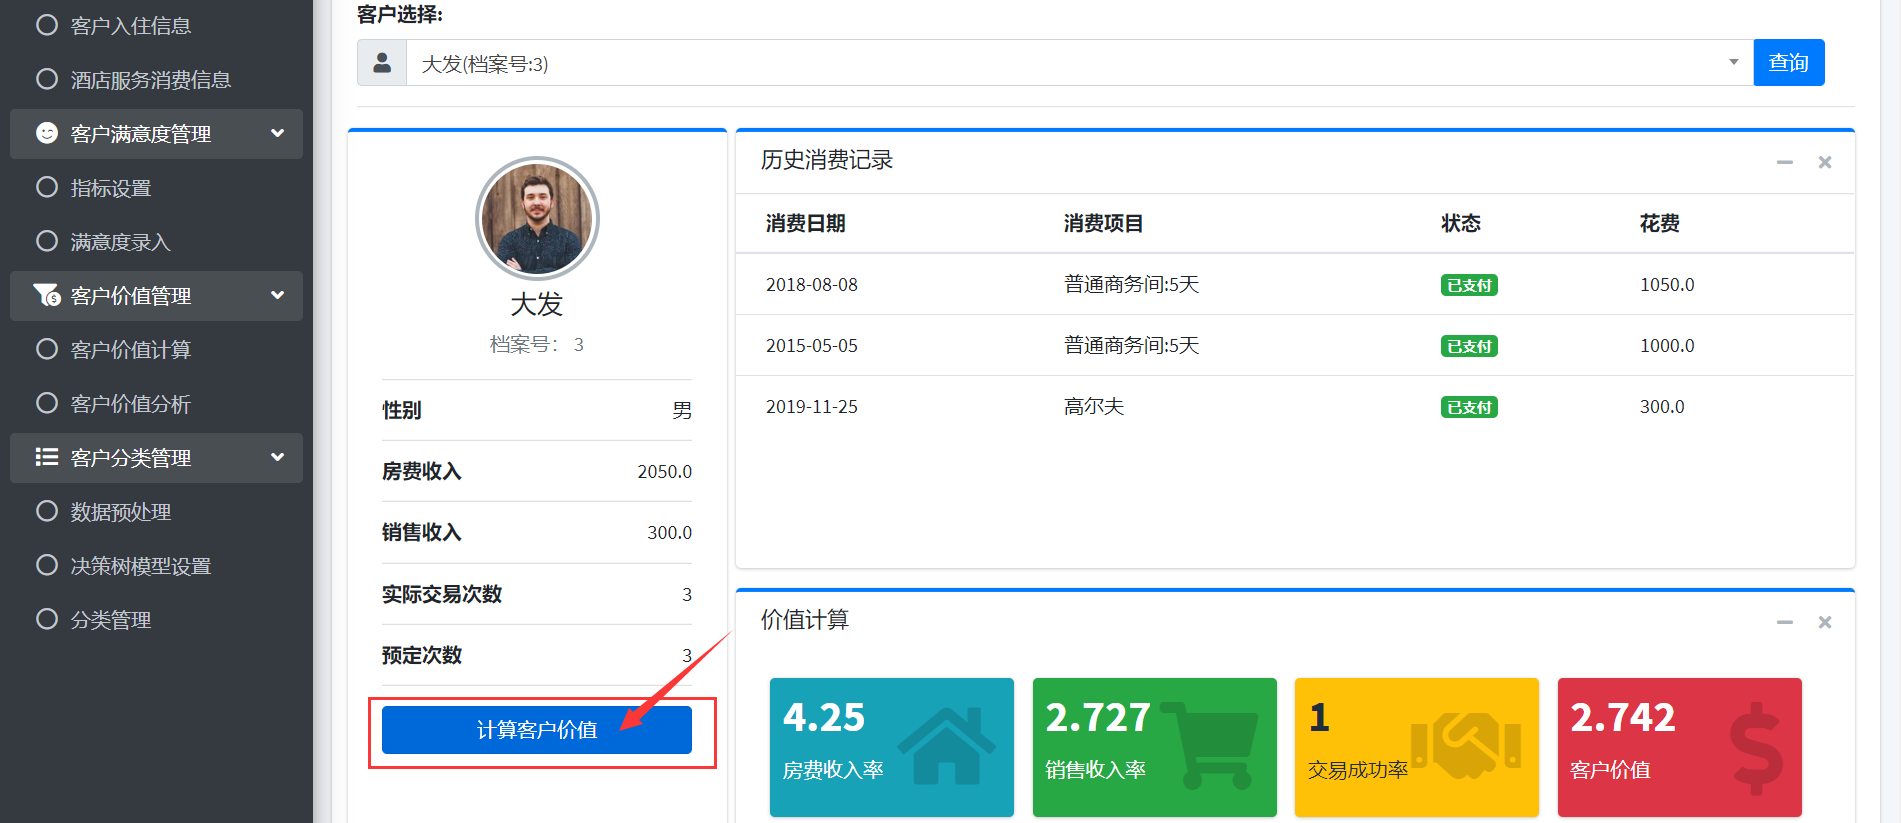 客户入住信息
酒店服务消费信息
客户满意度管理
指标设置
满意度录入
客户价值管理
客户价值计算
客户价值分析
客户分类管理
数据预处理
决策树模型设置
分类管理
客户选择:
大发(档案号:3)
查询
大发
档案号： 3
性别 男
房费收入 2050.0
销售收入 300.0
实际交易次数 3
预定次数 3
计算客户价值
历史消费记录
消费日期 消费项目 状态 花费
2018-08-08 普通商务间:5天 已支付 1050.0
2015-05-05 普通商务间:5天 已支付 1000.0
2019-11-25 高尔夫 已支付 300.0
价值计算
4.25
房费收入率
2.727
销售收入率
1
交易成功率
2.742
客户价值